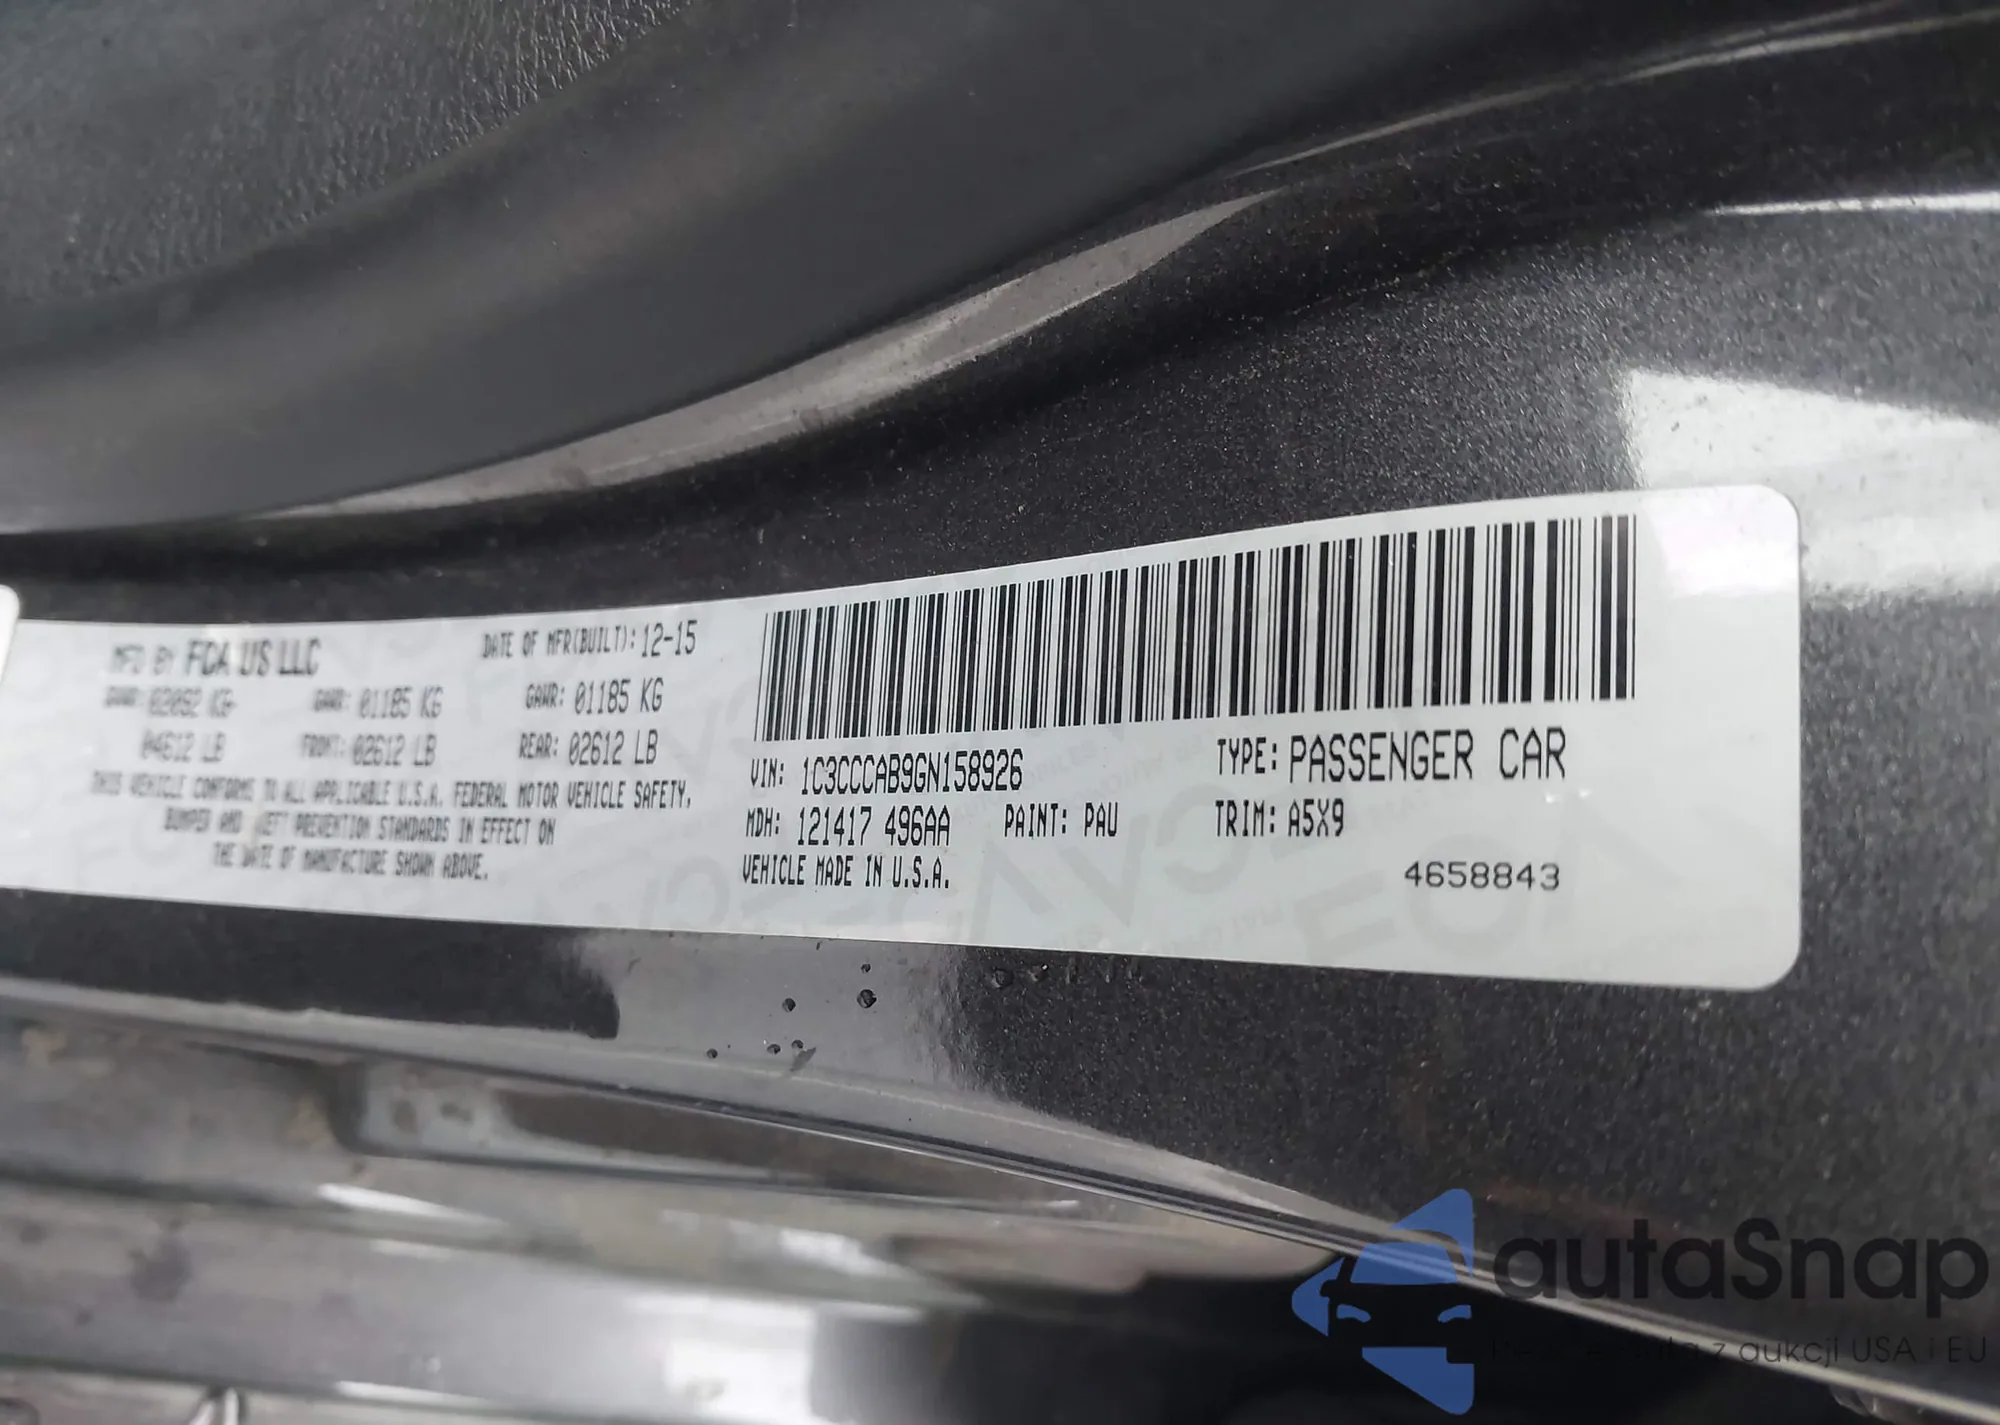 MFD BY FCA US LLC
DATE OF MFR(BUILT): 12-15
GVWR: 02092 KG
GAWR: 01185 KG
GAWR: 01185 KG
04612 LB
FRONT: 02612 LB
REAR: 02612 LB
THIS VEHICLE CONFORMS TO ALL APPLICABLE U.S.A. FEDERAL MOTOR VEHICLE SAFETY,
BUMPER AND THEFT PREVENTION STANDARDS IN EFFECT ON
THE DATE OF MANUFACTURE SHOWN ABOVE.
VIN: 1C3CCCAB9GN158926
TYPE: PASSENGER CAR
MDH: 121417 496AA
PAINT: PAU
TRIM: A5X9
VEHICLE MADE IN U.S.A.
4658843
autaSnap
z aukcji USA i EU